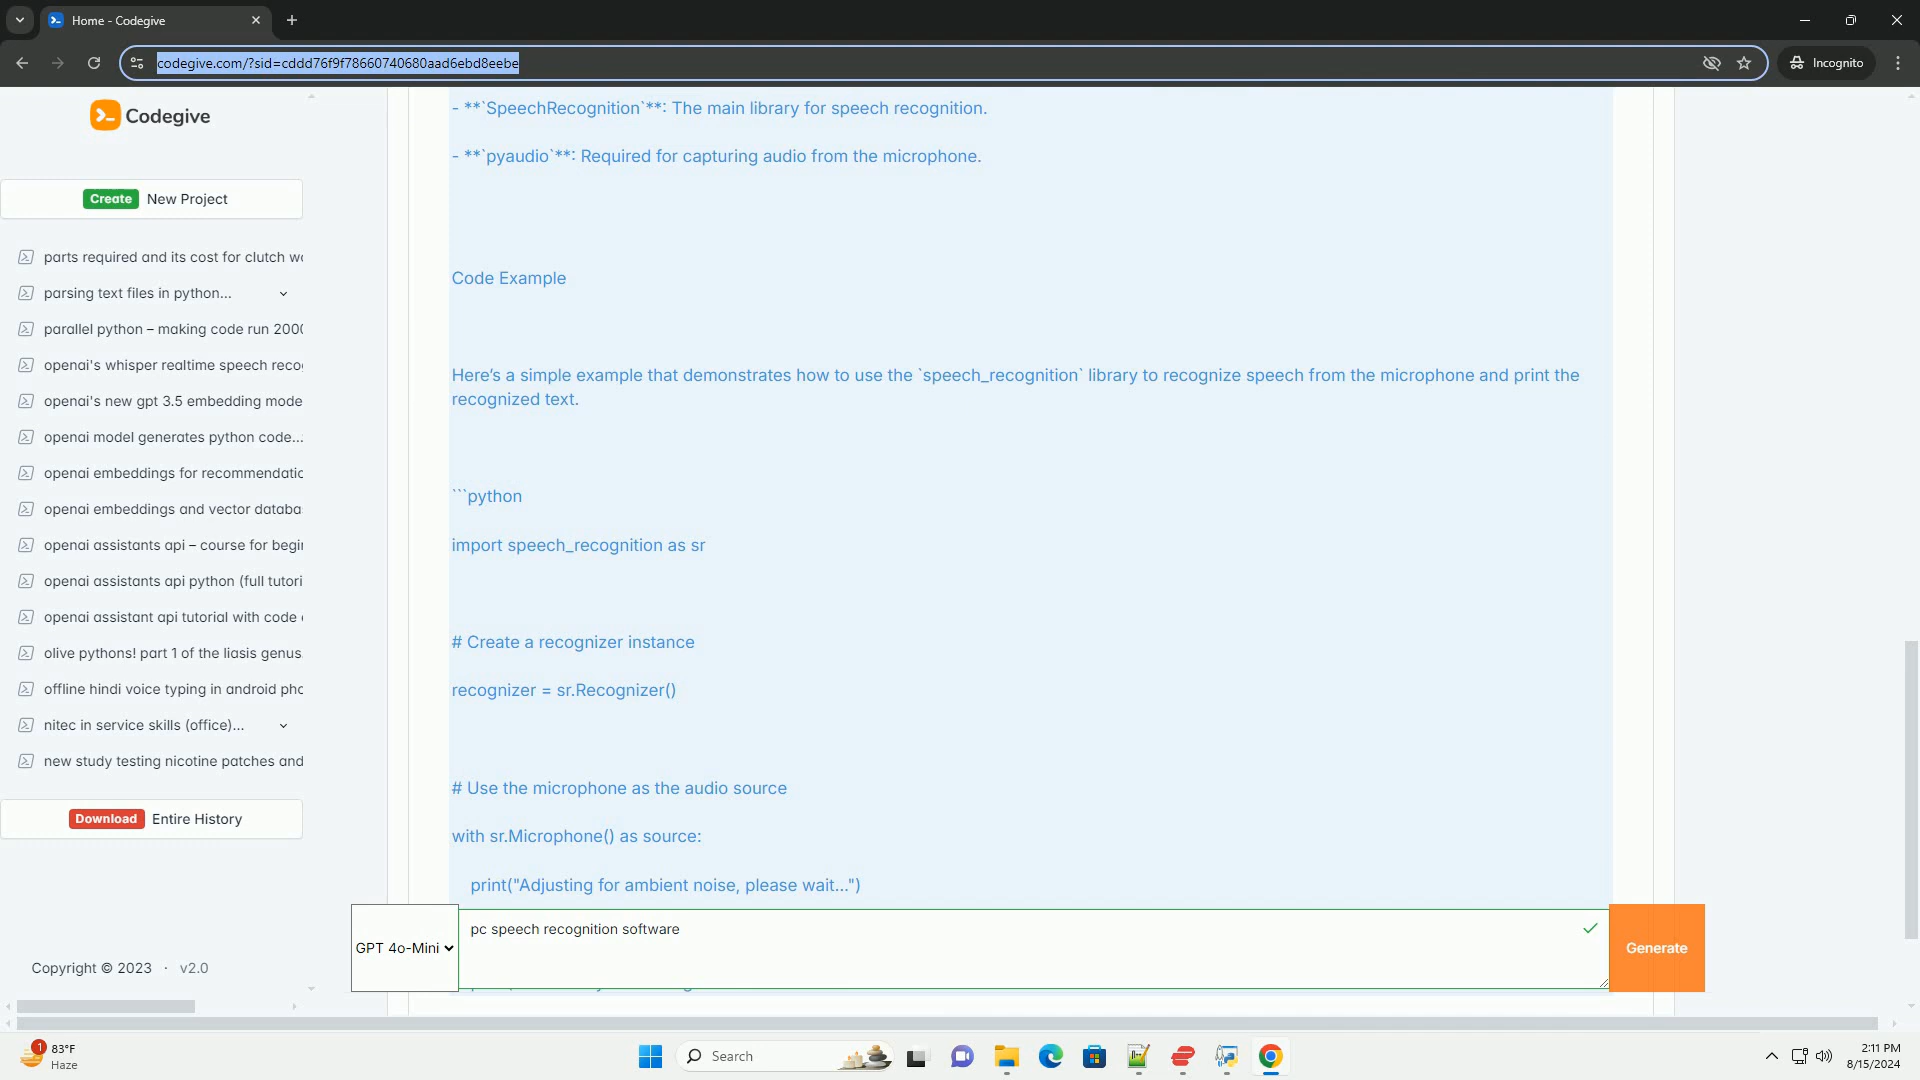 Home - Codegive
codegive.com/?sid=cddd76f9f78660740680aad6ebd8eebe
Incognito
Codegive
Create New Project
parts required and its cost for clutch wo
parsing text files in python...
parallel python – making code run 2000
openai's whisper realtime speech reco
openai's new gpt 3.5 embedding mode
openai model generates python code...
openai embeddings for recommendatio
openai embeddings and vector databa
openai assistants api – course for begi
openai assistants api python (full tutori
openai assistant api tutorial with code
olive pythons! part 1 of the liasis genus.
offline hindi voice typing in android pho
nitec in service skills (office)...
new study testing nicotine patches and
Download Entire History
Copyright © 2023 · v2.0
- **`SpeechRecognition`**: The main library for speech recognition.
- **`pyaudio`**: Required for capturing audio from the microphone.
Code Example
Here's a simple example that demonstrates how to use the `speech_recognition` library to recognize speech from the microphone and print the
recognized text.
```python
import speech_recognition as sr
# Create a recognizer instance
recognizer = sr.Recognizer()
# Use the microphone as the audio source
with sr.Microphone() as source:
print("Adjusting for ambient noise, please wait...")
GPT 4o-Mini
pc speech recognition software
Generate
1
83°F
Haze
Search
2:11 PM
8/15/2024